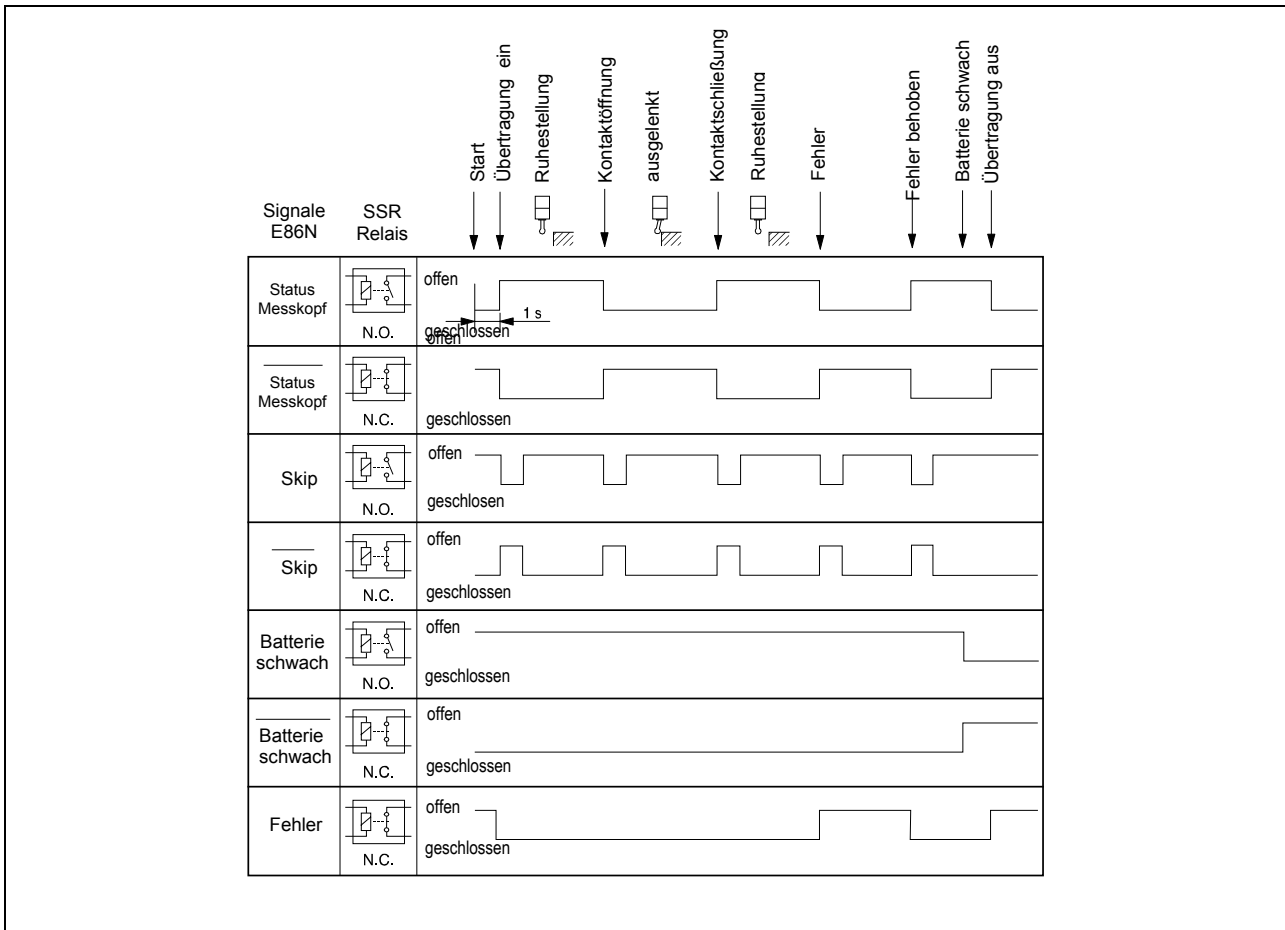 Start
Übertragung ein
Ruhestellung
Kontaktöffnung
ausgelenkt
Kontaktschließung
Ruhestellung
Fehler
Fehler behoben
Batterie schwach
Übertragung aus
Signale
E86N
SSR
Relais
Status
Messkopf
N.O.
offen
1 s
geschlossen
offen
Status
Messkopf
N.C.
geschlossen
Skip
N.O.
offen
geschlosen
Skip
N.C.
offen
geschlossen
Batterie
schwach
N.O.
offen
geschlossen
Batterie
schwach
N.C.
offen
geschlossen
Fehler
N.C.
offen
geschlossen